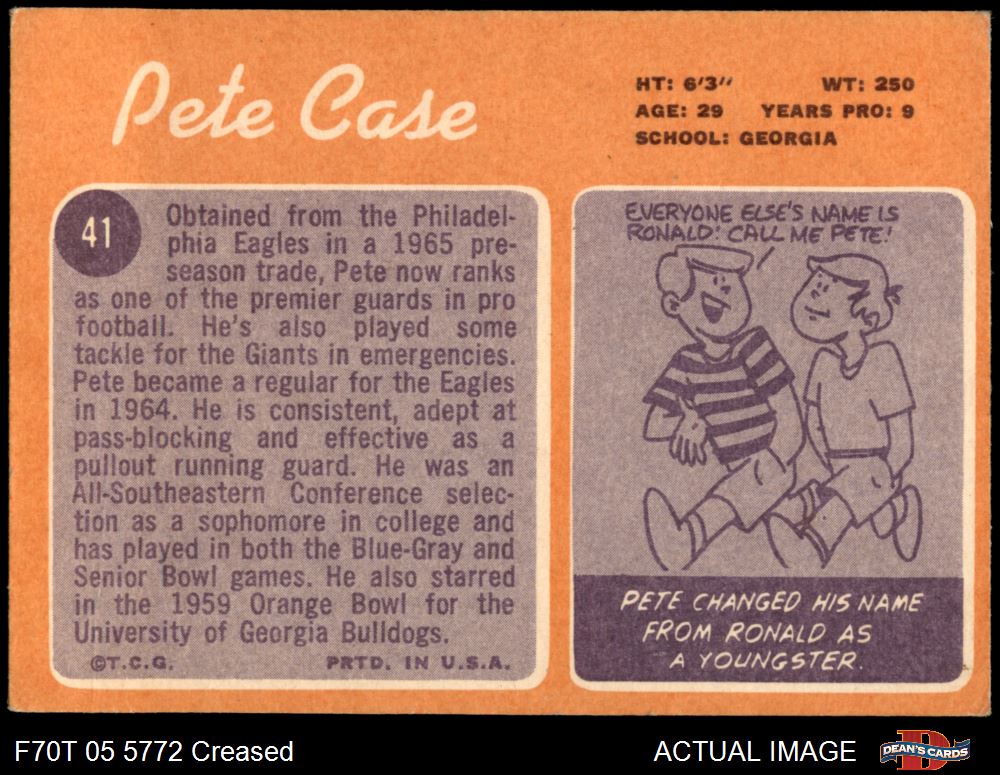 Pete Case
HT: 6'3" WT: 250
AGE: 29 YEARS PRO: 9
SCHOOL: GEORGIA
41
Obtained from the Philadel-
phia Eagles in a 1965 pre-
season trade, Pete now ranks
as one of the premier guards in pro
football. He's also played some
tackle for the Giants in emergencies.
Pete became a regular for the Eagles
in 1964. He is consistent, adept at
pass-blocking and effective as a
pullout running guard. He was an
All-Southeastern Conference selec-
tion as a sophomore in college and
has played in both the Blue-Gray and
Senior Bowl games. He also starred
in the 1959 Orange Bowl for the
University of Georgia Bulldogs.
©T.C.G. PRTD. IN U.S.A.
EVERYONE ELSE'S NAME IS
RONALD! CALL ME PETE!
PETE CHANGED HIS NAME
FROM RONALD AS
A YOUNGSTER.
F70T 05 5772 Creased
ACTUAL IMAGE
D
DEAN'S CARDS